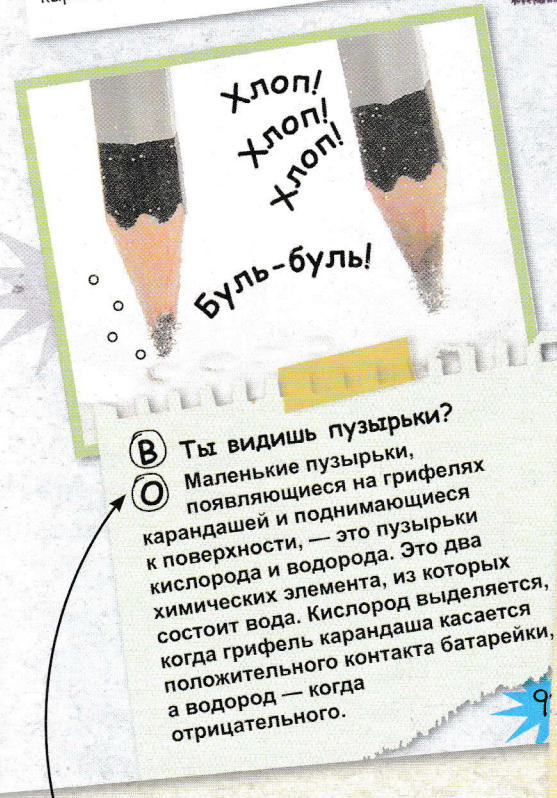 Хлоп!
Хлоп!
Хлоп!
Буль-буль!
В Ты видишь пузырьки?
О Маленькие пузырьки,
появляющиеся на грифелях
карандашей и поднимающиеся
к поверхности, — это пузырьки
кислорода и водорода. Это два
химических элемента, из которых
состоит вода. Кислород выделяется,
когда грифель карандаша касается
положительного контакта батарейки,
а водород — когда
отрицательного.